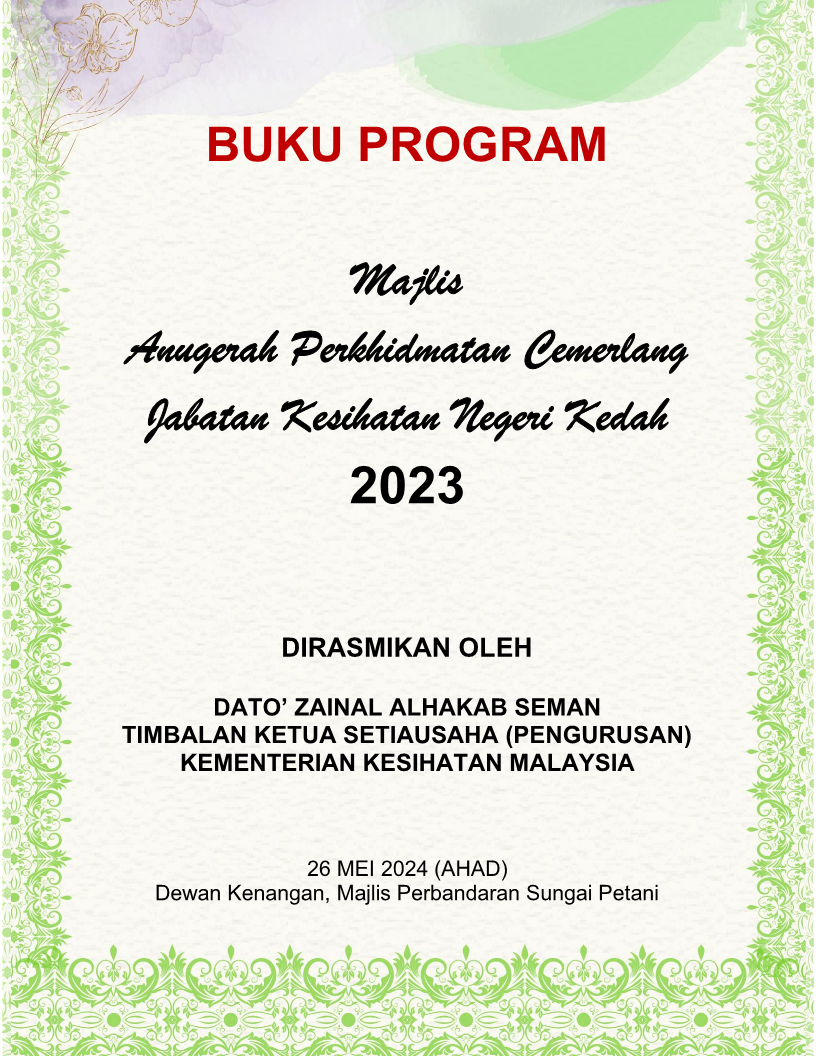 BUKU PROGRAM
Majlis
Anugerah Perkhidmatan Cemerlang
Jabatan Kesihatan Negeri Kedah
2023
DIRASMIKAN OLEH
DATO’ ZAINAL ALHAKAB SEMAN
TIMBALAN KETUA SETIAUSAHA (PENGURUSAN)
KEMENTERIAN KESIHATAN MALAYSIA
26 MEI 2024 (AHAD)
Dewan Kenangan, Majlis Perbandaran Sungai Petani